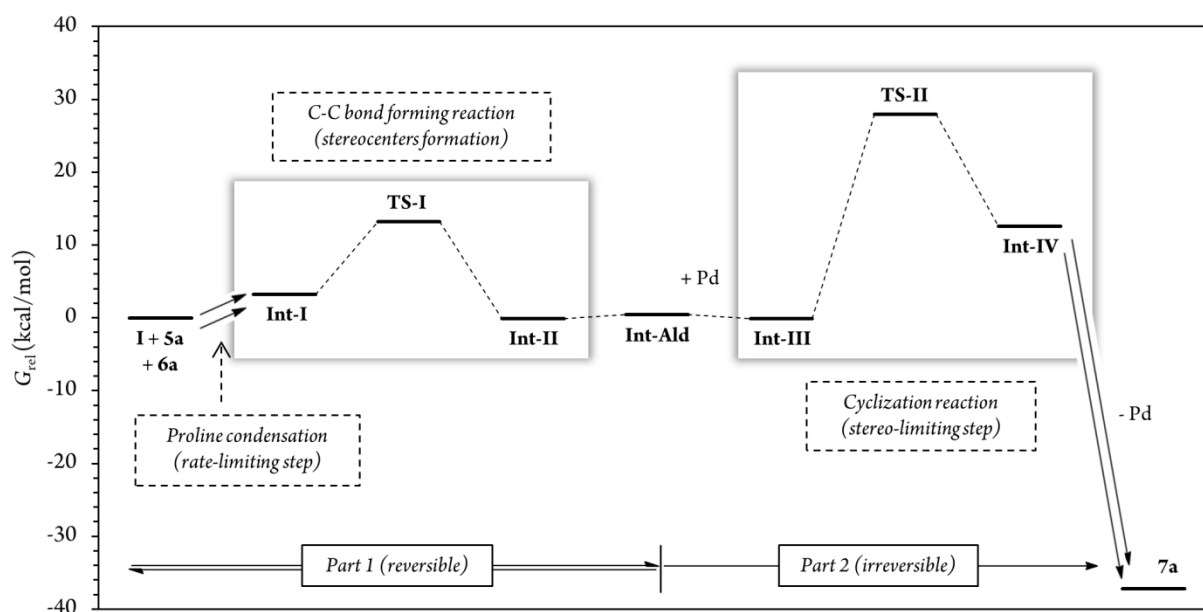 40
30
20
10
0
-10
-20
-30
-40
G rel (kcal/mol)
C-C bond forming reaction
(stereocenters formation)
TS-I
TS-II
Int-IV
+ Pd
I + 5a
+ 6a
Int-I
Int-II
Int-Ald
Int-III
Proline condensation
(rate-limiting step)
Cyclization reaction
(stereo-limiting step)
- Pd
Part 1 (reversible)
Part 2 (irreversible)
7a